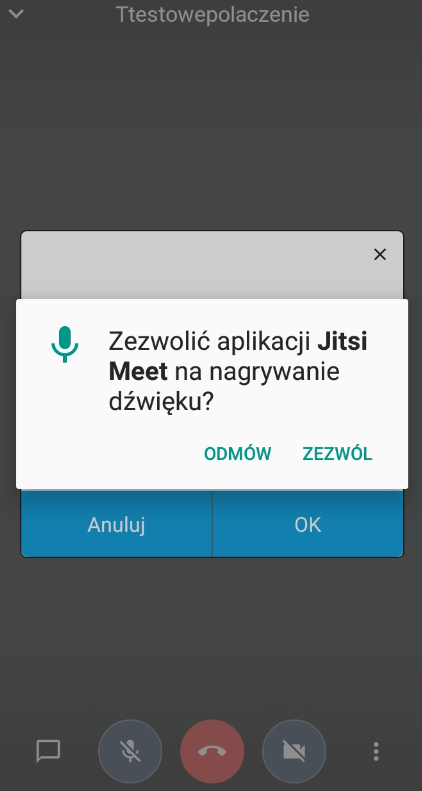 Ttestowepolaczenie
Zezwolić aplikacji Jitsi
Meet na nagrywanie
dźwięku?
ODMÓW ZEZWÓL
Anuluj OK